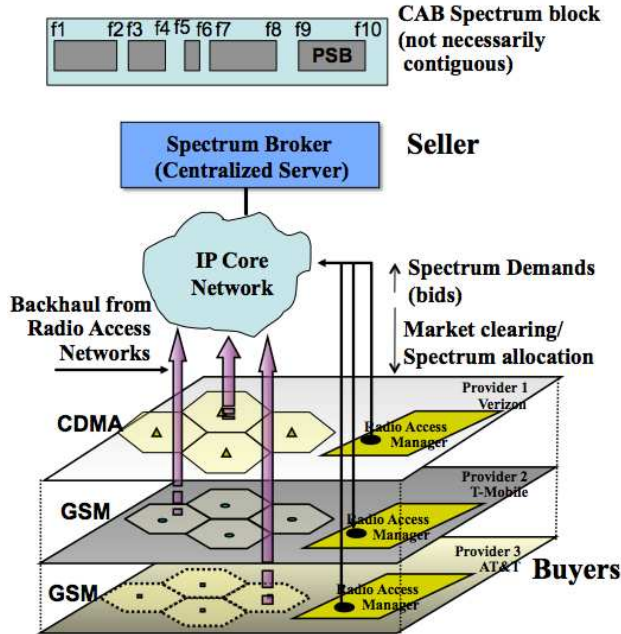 f1 f2 f3 f4 f5 f6 f7 f8 f9 f10
PSB
CAB Spectrum block
(not necessarily
contiguous)
Spectrum Broker
(Centralized Server)
Seller
IP Core
Network
Spectrum Demands
(bids)
Market clearing/
Spectrum allocation
Backhaul from
Radio Access
Networks
Provider 1
Verizon
CDMA
Radio Access
Manager
Provider 2
T-Mobile
GSM
Radio Access
Manager
Provider 3
AT&T
GSM
Radio Access
Manager
Buyers